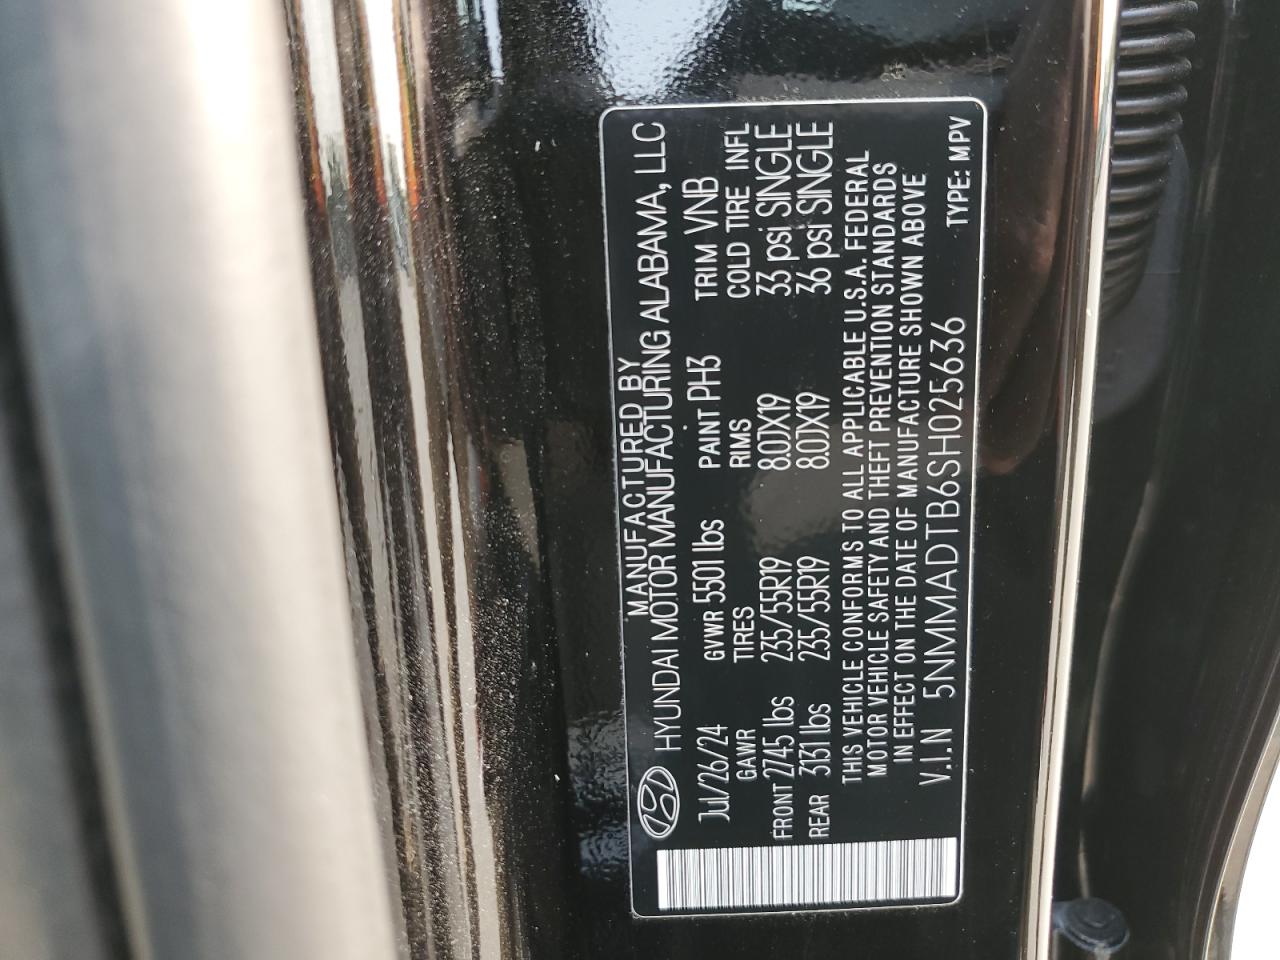 MANUFACTURED BY
HYUNDAI MOTOR MANUFACTURING ALABAMA, LLC
Jul/26/24 GVWR 5501 lbs PAINT PH3 TRIM VNB
GAWR TIRES RIMS COLD TIRE INFL
FRONT 2745 lbs 235/55R19 8.0JX19 33 psi SINGLE
REAR 3131 lbs 235/55R19 8.0JX19 36 psi SINGLE
THIS VEHICLE CONFORMS TO ALL APPLICABLE U.S.A. FEDERAL
MOTOR VEHICLE SAFETY AND THEFT PREVENTION STANDARDS
IN EFFECT ON THE DATE OF MANUFACTURE SHOWN ABOVE
V.I.N 5NMMADTB6SH025636 TYPE: MPV